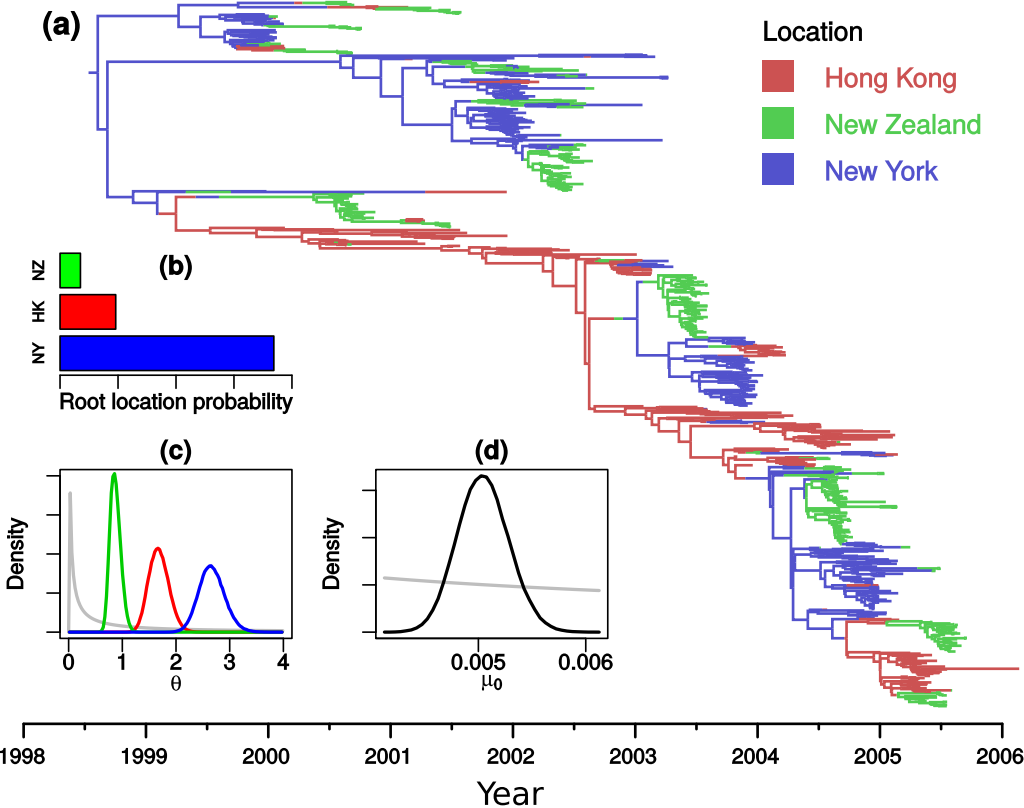 (a)
Location
Hong Kong
New Zealand
New York
(b)
NZ
HK
NY
Root location probability
(c)
Density
0 1 2 3 4
θ
(d)
Density
0.005 0.006
μ0
1998 1999 2000 2001 2002 2003 2004 2005 2006
Year